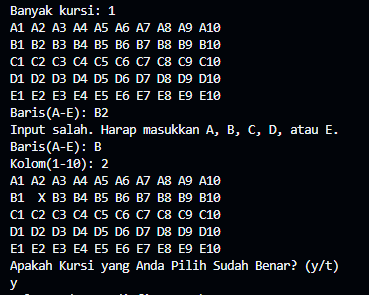 Banyak kursi: 1
A1 A2 A3 A4 A5 A6 A7 A8 A9 A10
B1 B2 B3 B4 B5 B6 B7 B8 B9 B10
C1 C2 C3 C4 C5 C6 C7 C8 C9 C10
D1 D2 D3 D4 D5 D6 D7 D8 D9 D10
E1 E2 E3 E4 E5 E6 E7 E8 E9 E10
Baris(A-E): B2
Input salah. Harap masukkan A, B, C, D, atau E.
Baris(A-E): B
Kolom(1-10): 2
A1 A2 A3 A4 A5 A6 A7 A8 A9 A10
B1  X B3 B4 B5 B6 B7 B8 B9 B10
C1 C2 C3 C4 C5 C6 C7 C8 C9 C10
D1 D2 D3 D4 D5 D6 D7 D8 D9 D10
E1 E2 E3 E4 E5 E6 E7 E8 E9 E10
Apakah Kursi yang Anda Pilih Sudah Benar? (y/t)
y